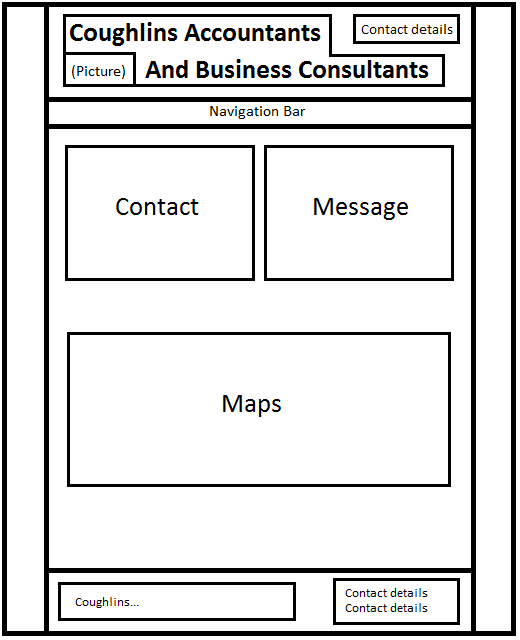 Coughlins Accountants
Contact details
(Picture) And Business Consultants
Navigation Bar
Contact
Message
Maps
Coughlins...
Contact details
Contact details